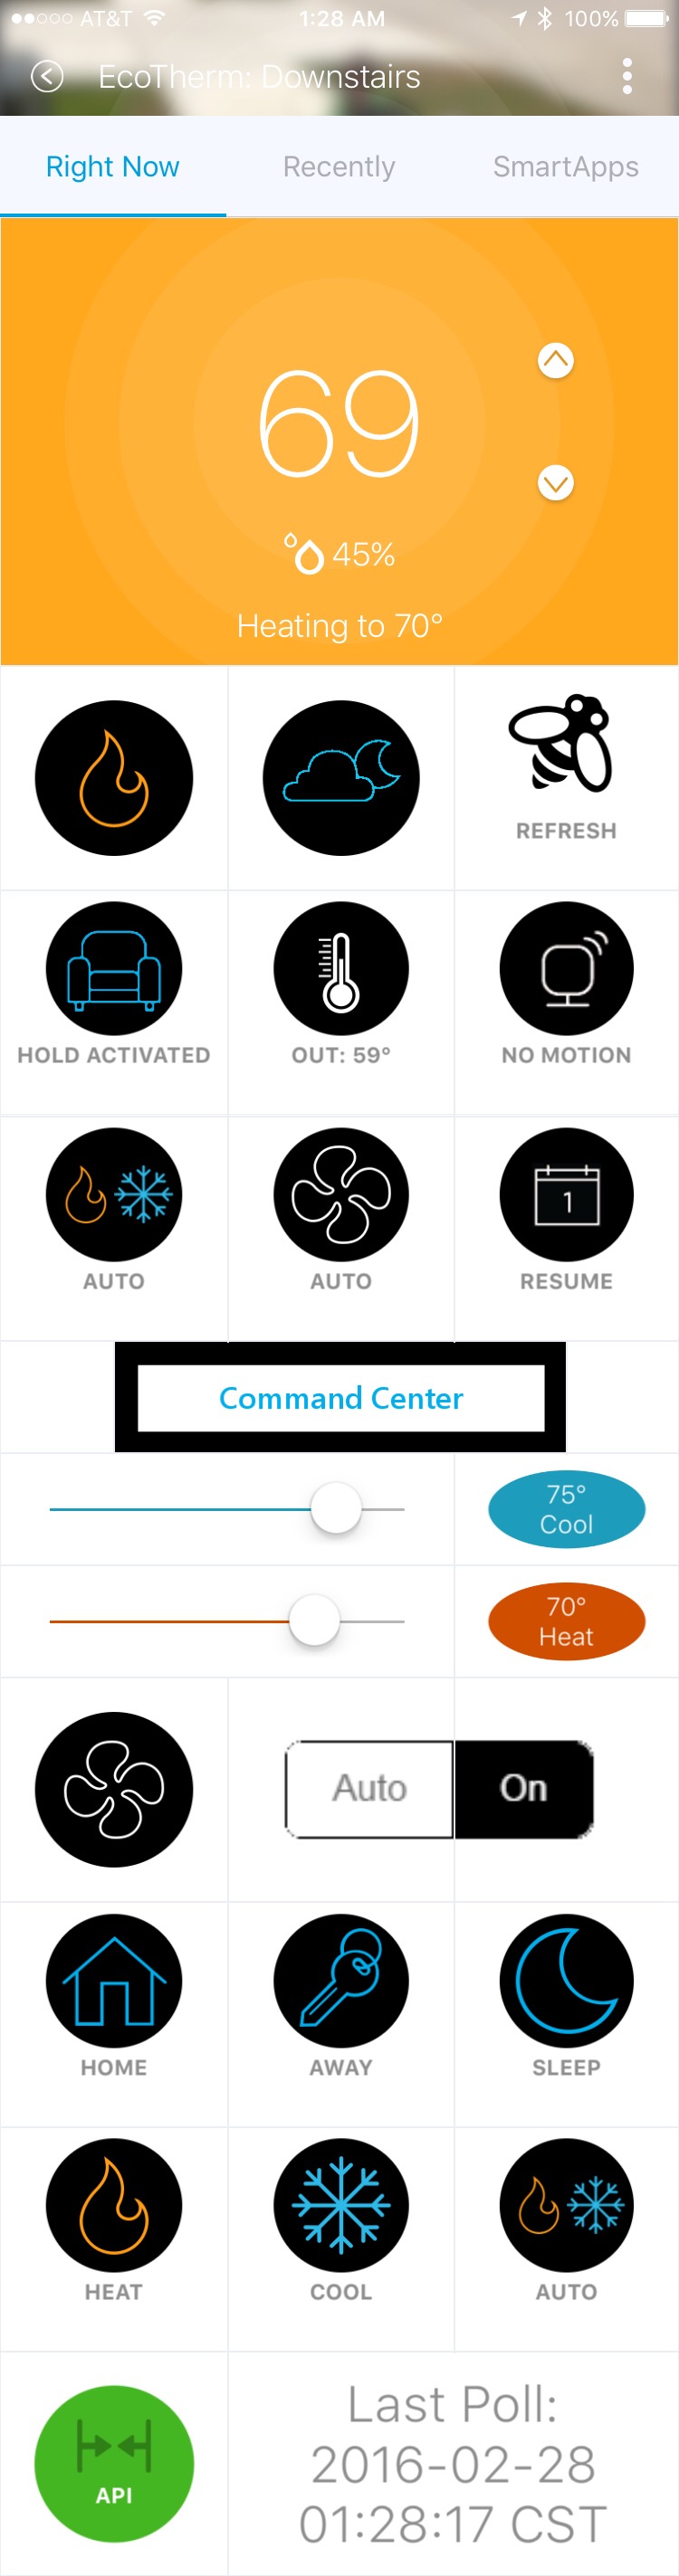 AT&T 1:28 AM 100%
EcoTherm: Downstairs
Right Now Recently SmartApps
69
45%
Heating to 70°
REFRESH
HOLD ACTIVATED OUT: 59° NO MOTION
1
AUTO AUTO RESUME
Command Center
75°
Cool
70°
Heat
Auto On
HOME AWAY SLEEP
HEAT COOL AUTO
API
Last Poll:
2016-02-28
01:28:17 CST